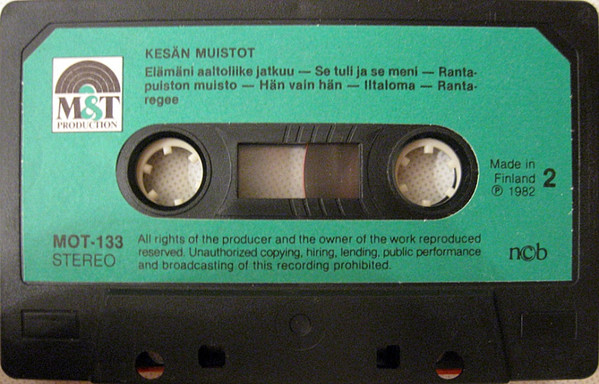 KESÄN MUISTOT
Elämäni aaltoliike jatkuu — Se tuli ja se meni — Ranta-
puiston muisto — Hän vain hän — Iltaloma — Ranta-
regee
M&T
PRODUCTION
Made in
Finland
℗ 1982
2
MOT-133
STEREO
All rights of the producer and the owner of the work reproduced
reserved. Unauthorized copying, hiring, lending, public performance
and broadcasting of this recording prohibited.
n©b